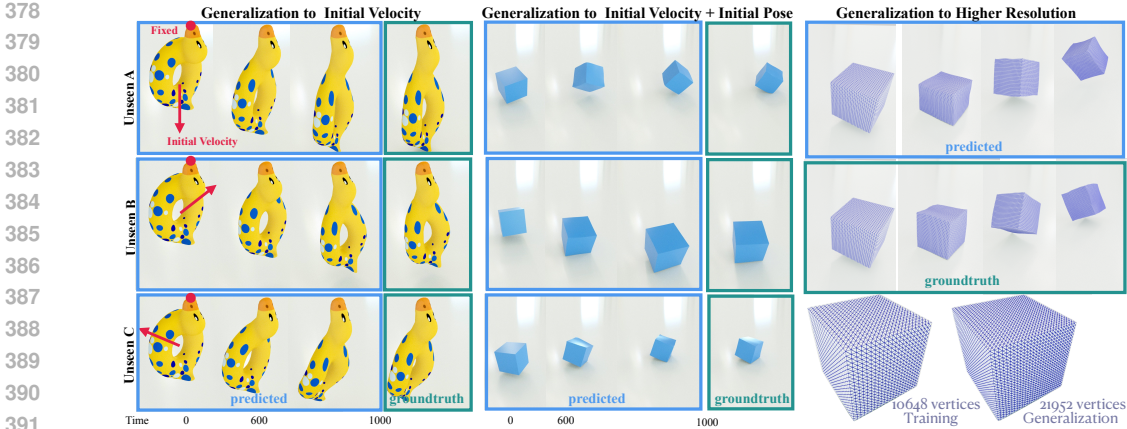 378
379
380
381
382
383
384
385
386
387
388
389
390
391
Generalization to Initial Velocity
Fixed
Initial Velocity
Unseen A
Unseen B
Unseen C
predicted
groundtruth
Time
0
600
1000
Generalization to Initial Velocity + Initial Pose
predicted
groundtruth
0
600
1000
Generalization to Higher Resolution
predicted
groundtruth
10648 vertices
Training
21952 vertices
Generalization